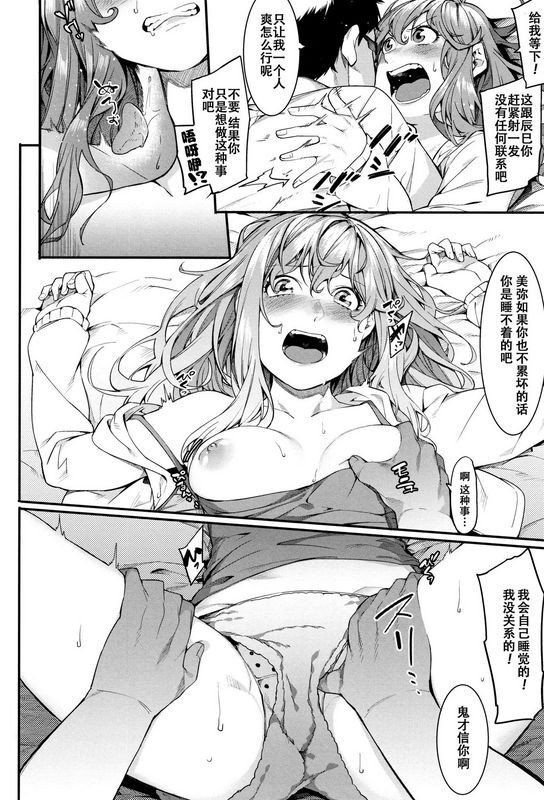 给我等下！
这跟辰巳你
赶紧射一发
没有任何联系
吧
只让我一个人
爽怎么行呢
不要 结果你
只是想做这种事
对吧
唔呀咿!?
美弥如果你也不累坏的话
你是睡不着的吧
啊 这种事…
我会自己睡觉的！
我没关系的！
鬼才信你啊